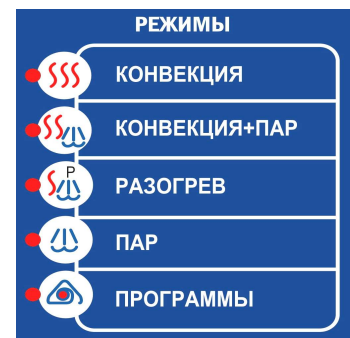 РЕЖИМЫ
КОНВЕКЦИЯ
КОНВЕКЦИЯ+ПАР
P
РАЗОГРЕВ
ПАР
ПРОГРАММЫ